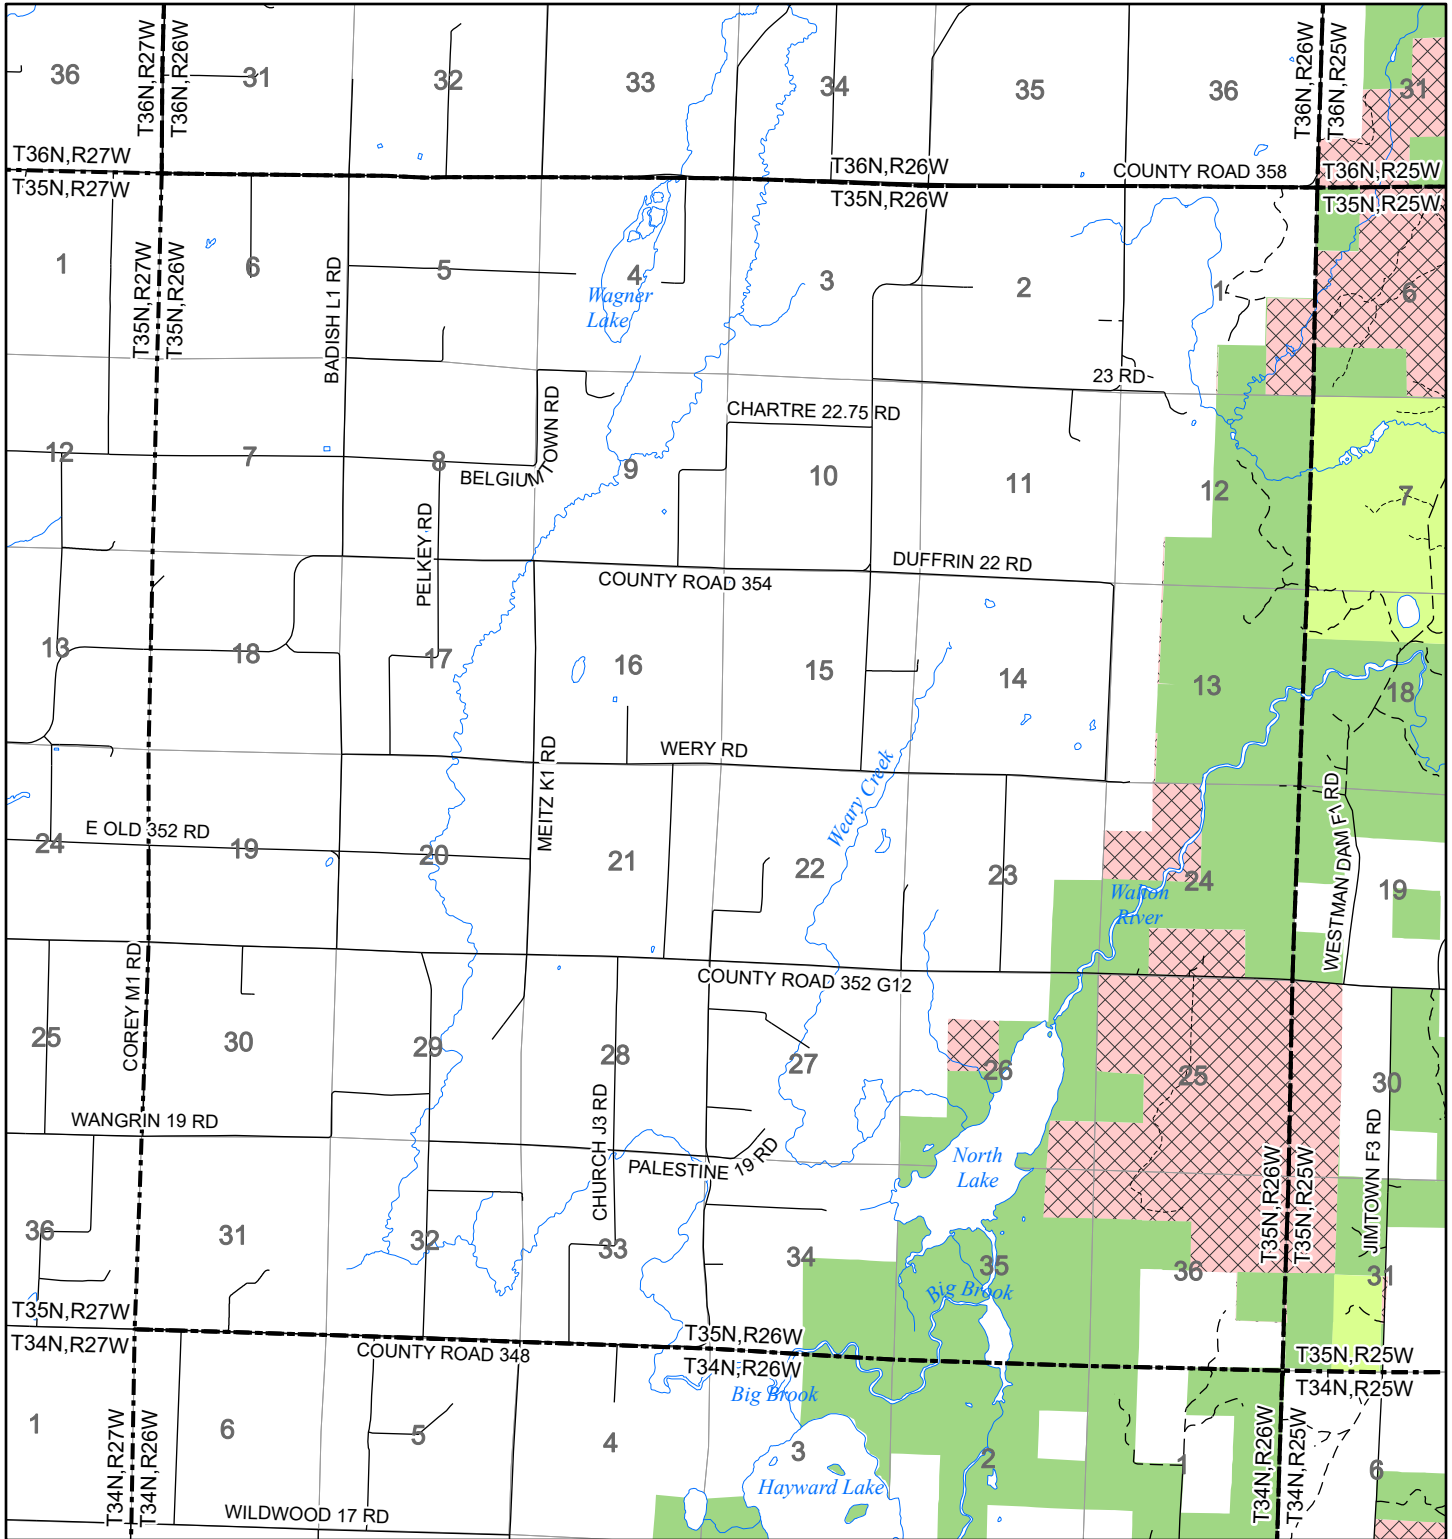 T36N,R27W
T36N,R26W
T36N,R26W
T36N,R25W
36
31
32
33
34
35
36
31
T36N,R27W
T36N,R26W
COUNTY ROAD 358
T36N,R25W
T35N,R27W
T35N,R26W
T35N,R25W
1
6
5
4
3
2
1
6
T35N,R27W
T35N,R26W
BADISH L1 RD
Wagner
Lake
23 RD
CHARTRE 22.75 RD
BELGIUM TOWN RD
12
7
8
9
10
11
12
7
PELKEY RD
COUNTY ROAD 354
DUFFRIN 22 RD
13
18
17
16
15
14
13
18
WERY RD
MEITZ K1 RD
Weary Creek
WESTMAN DAM F1 RD
E OLD 352 RD
24
19
20
21
22
23
24
19
Walton
River
COREY M1 RD
COUNTY ROAD 352 G12
25
30
29
28
27
26
25
30
WANGRIN 19 RD
CHURCH J3 RD
PALESTINE 19 RD
North
Lake
JIMTOWN F3 RD
T35N,R26W
T35N,R25W
36
31
32
33
34
35
36
31
Big Brook
T35N,R27W
T35N,R26W
T35N,R25W
T34N,R27W
COUNTY ROAD 348
T34N,R26W
T34N,R25W
Big Brook
1
6
5
4
3
2
1
6
T34N,R27W
T34N,R26W
T34N,R26W
T34N,R25W
Hayward Lake
WILDWOOD 17 RD